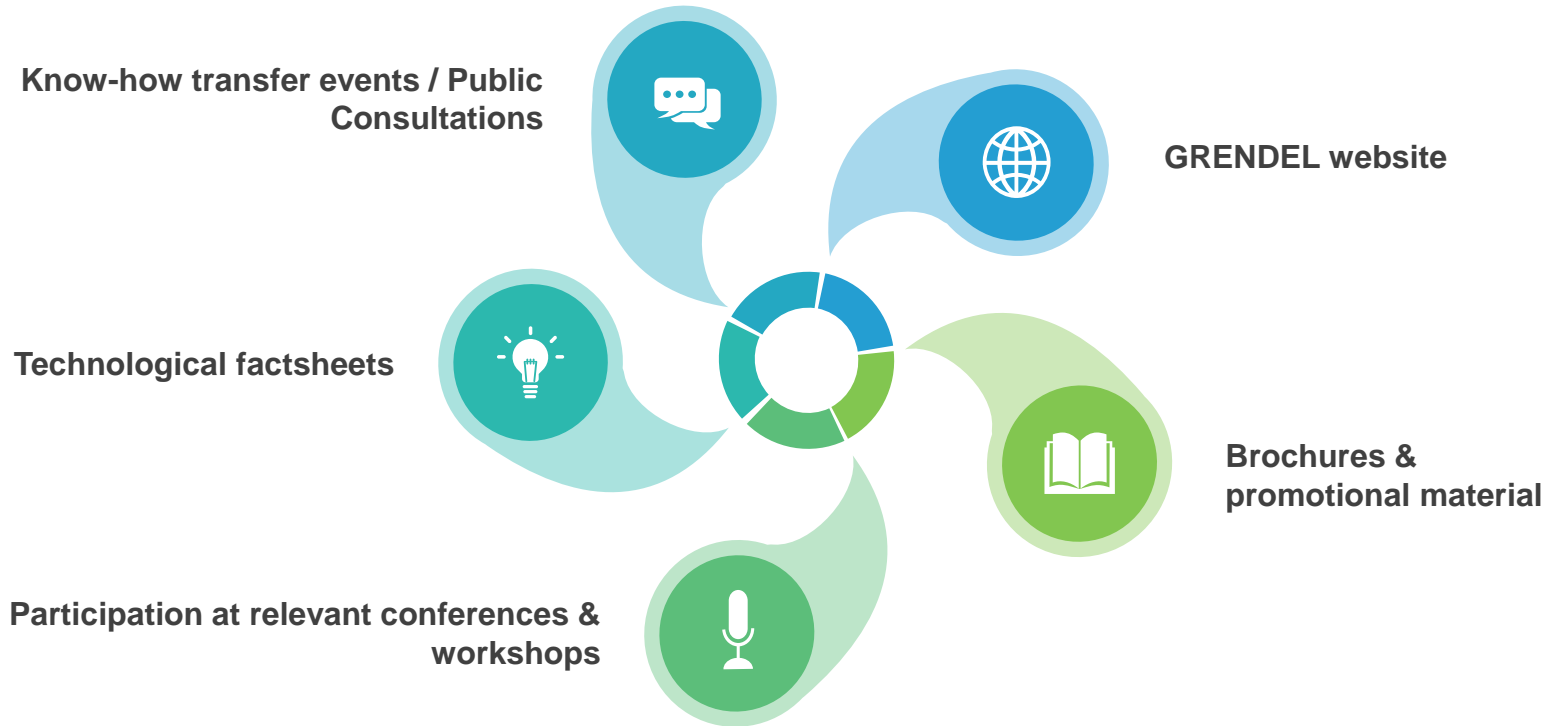 Know-how transfer events / Public
Consultations
GRENDEL website
Technological factsheets
Brochures &
promotional material
Participation at relevant conferences &
workshops